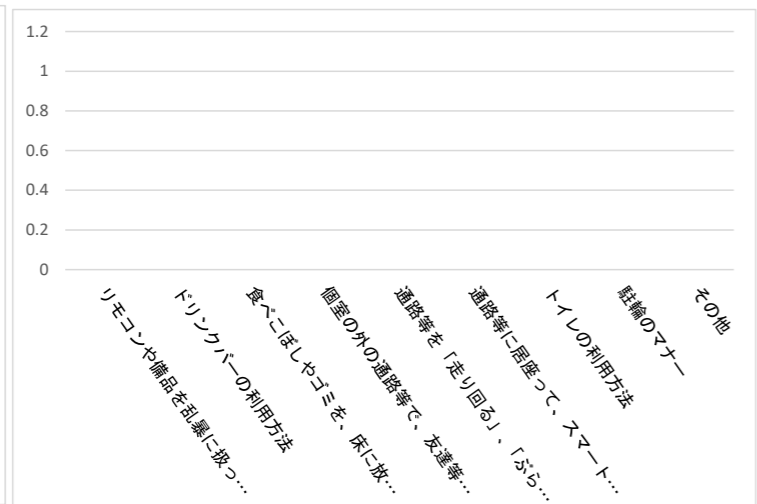 1.2
1
0.8
0.6
0.4
0.2
0
リモコンや備品を乱暴に扱っ…
ドリンクバーの利用方法
食べこぼしやゴミを、床に放…
個室の外の通路等で、友達等…
通路等を「走り回る」、「ぶら…
通路等に居座って、スマート…
トイレの利用方法
駐輪のマナー
その他